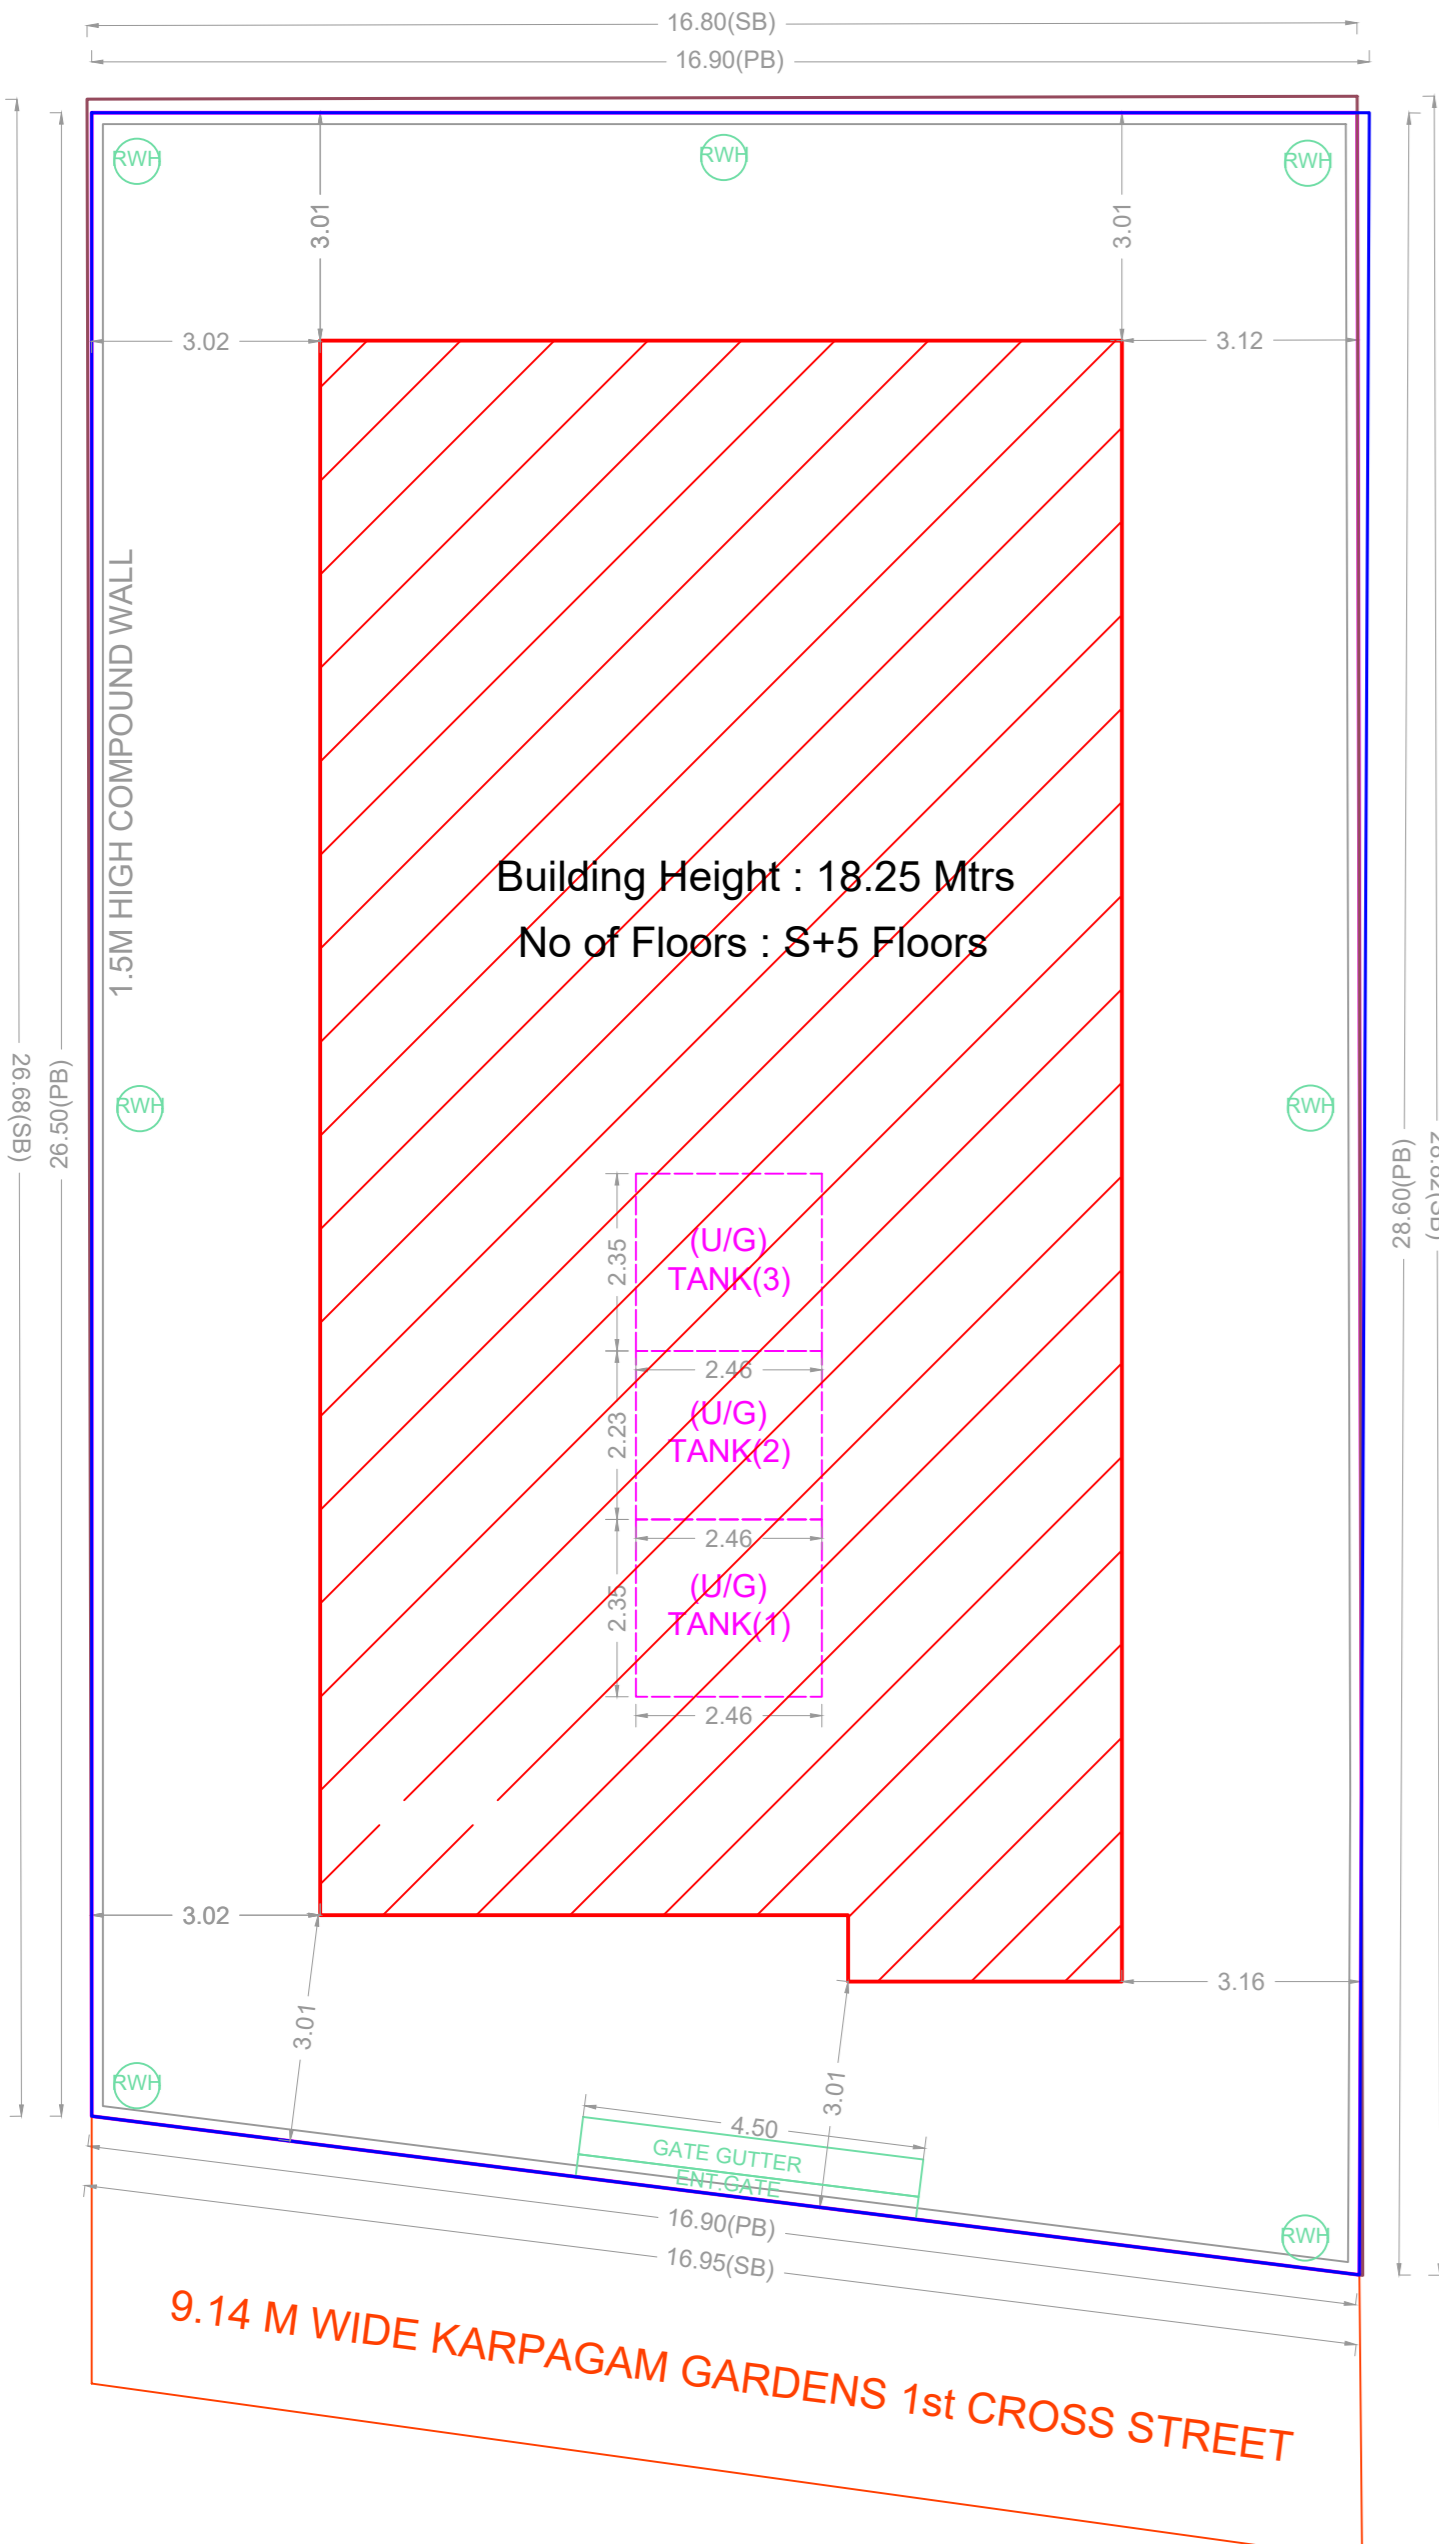 16.80(SB)
16.90(PB)
RWH
RWH
RWH
3.01
3.01
3.02
3.12
1.5M HIGH COMPOUND WALL
Building Height : 18.25 Mtrs
No of Floors : S+5 Floors
26.68(SB)
26.50(PB)
RWH
RWH
28.60(PB)
28.82(SB)
2.35
(U/G)
TANK(3)
2.46
2.23
(U/G)
TANK(2)
2.46
2.35
(U/G)
TANK(1)
2.46
3.02
3.16
3.01
3.01
RWH
4.50
GATE GUTTER
ENT.GATE
RWH
16.90(PB)
16.95(SB)
9.14 M WIDE KARPAGAM GARDENS 1st CROSS STREET